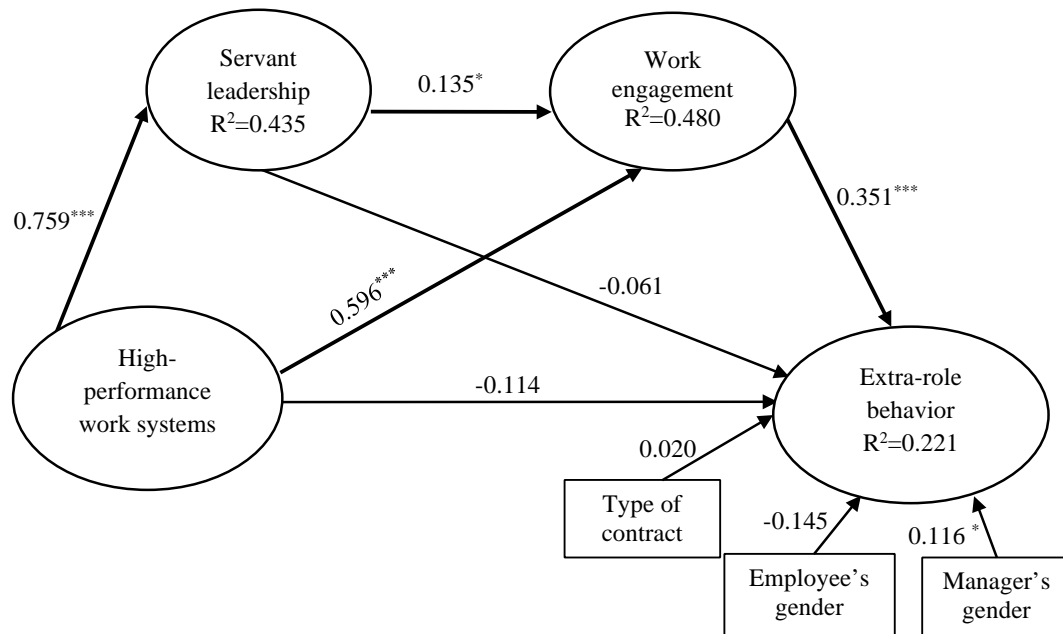 Servant
leadership
R²=0.435
0.135*
Work
engagement
R²=0.480
0.759***
0.351***
0.596***
-0.061
High-
performance
work systems
-0.114
Extra-role
behavior
R²=0.221
0.020
Type of
contract
-0.145
0.116 *
Employee’s
gender
Manager’s
gender